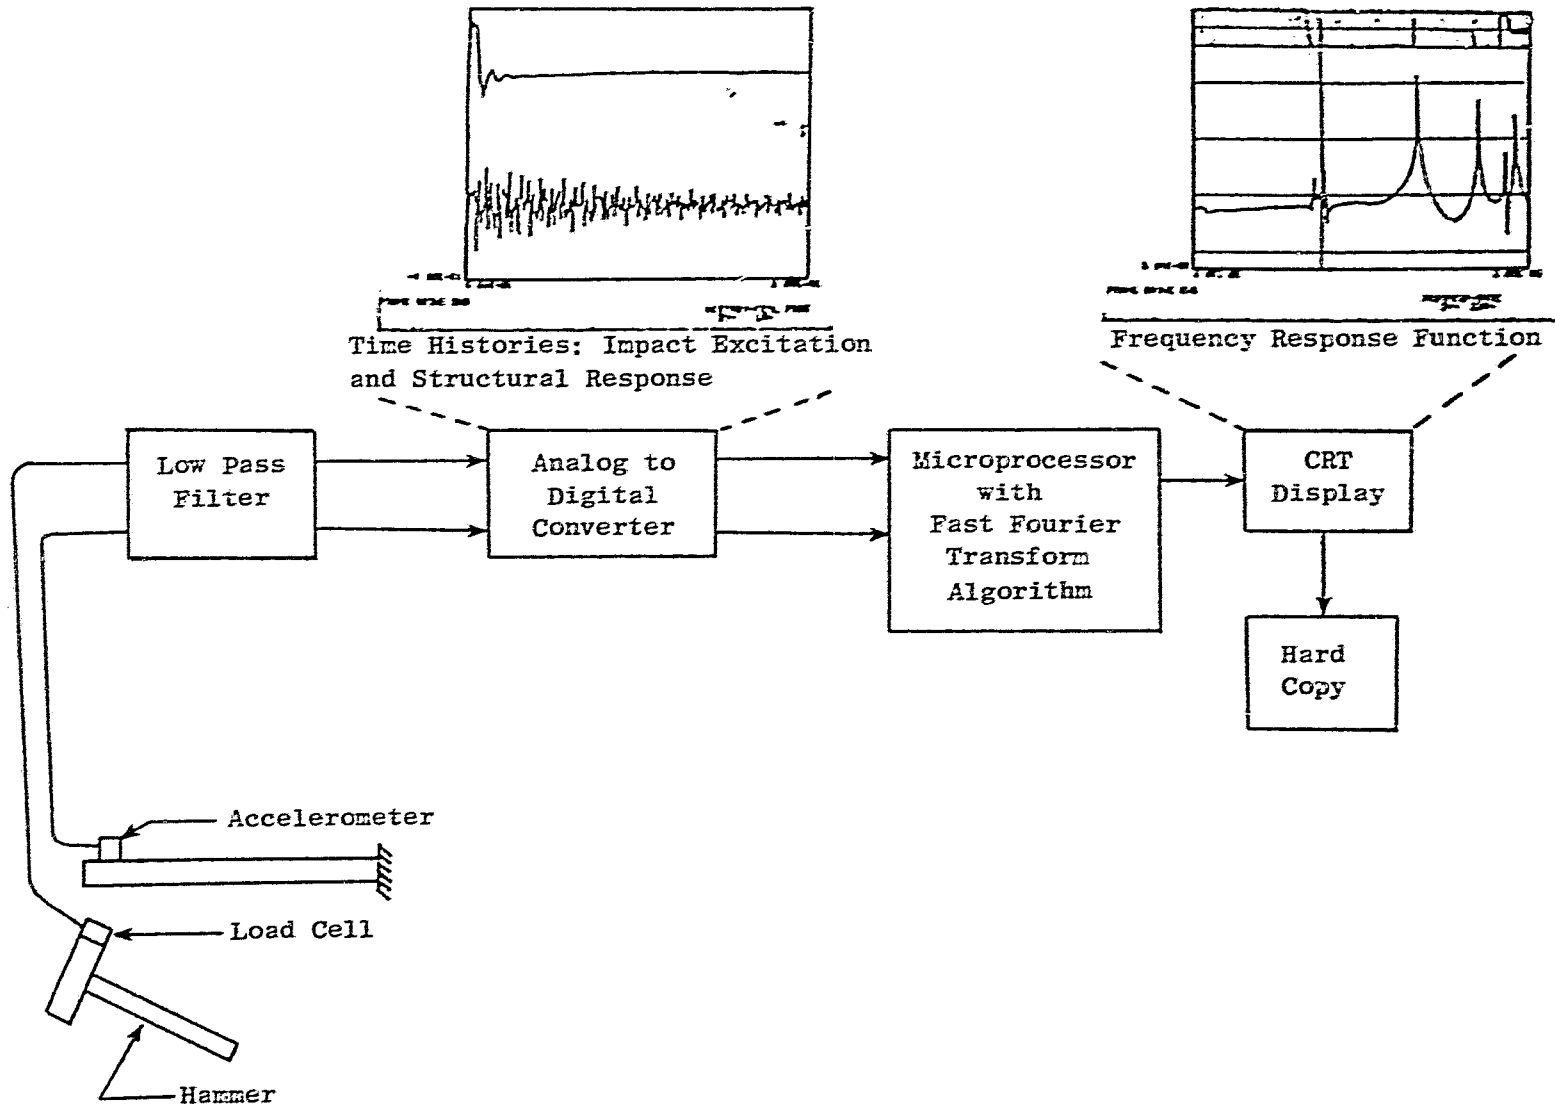 Time Histories: Impact Excitation
and Structural Response
Frequency Response Function
Low Pass
Filter
Analog to
Digital
Converter
Microprocessor
with
Fast Fourier
Transform
Algorithm
CRT
Display
Hard
Copy
Accelerometer
Load Cell
Hammer